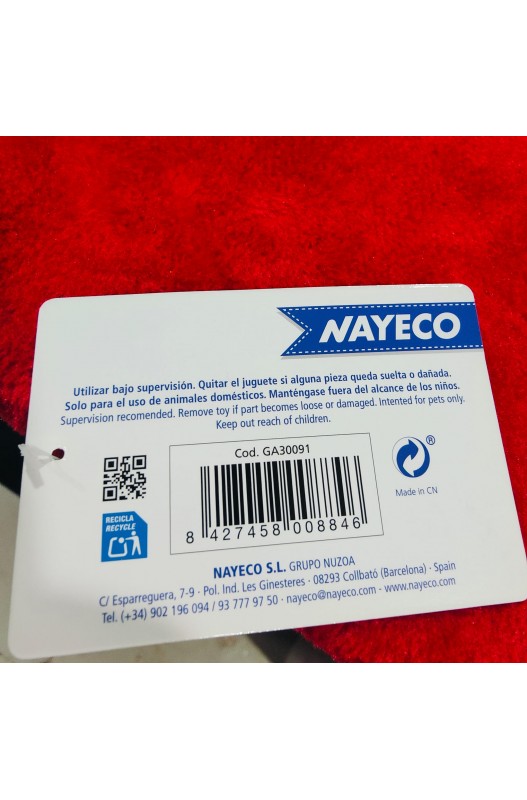 NAYECO
Utilizar bajo supervisión. Quitar el juguete si alguna pieza queda suelta o dañada.
Solo para el uso de animales domésticos. Manténgase fuera del alcance de los niños.
Supervision recomended. Remove toy if part becomes loose or damaged. Intented for pets only.
Keep out reach of children.
Cod. GA30091
8 427458 008846
®
Made in CN
RECICLA
RECYCLE
NAYECO S.L. GRUPO NUZOA
C/ Esparreguera, 7-9 · Pol. Ind. Les Ginesteres · 08293 Collbató (Barcelona) · Spain
Tel. (+34) 902 196 094 / 93 777 97 50 · nayeco@nayeco.com - www.nayeco.com